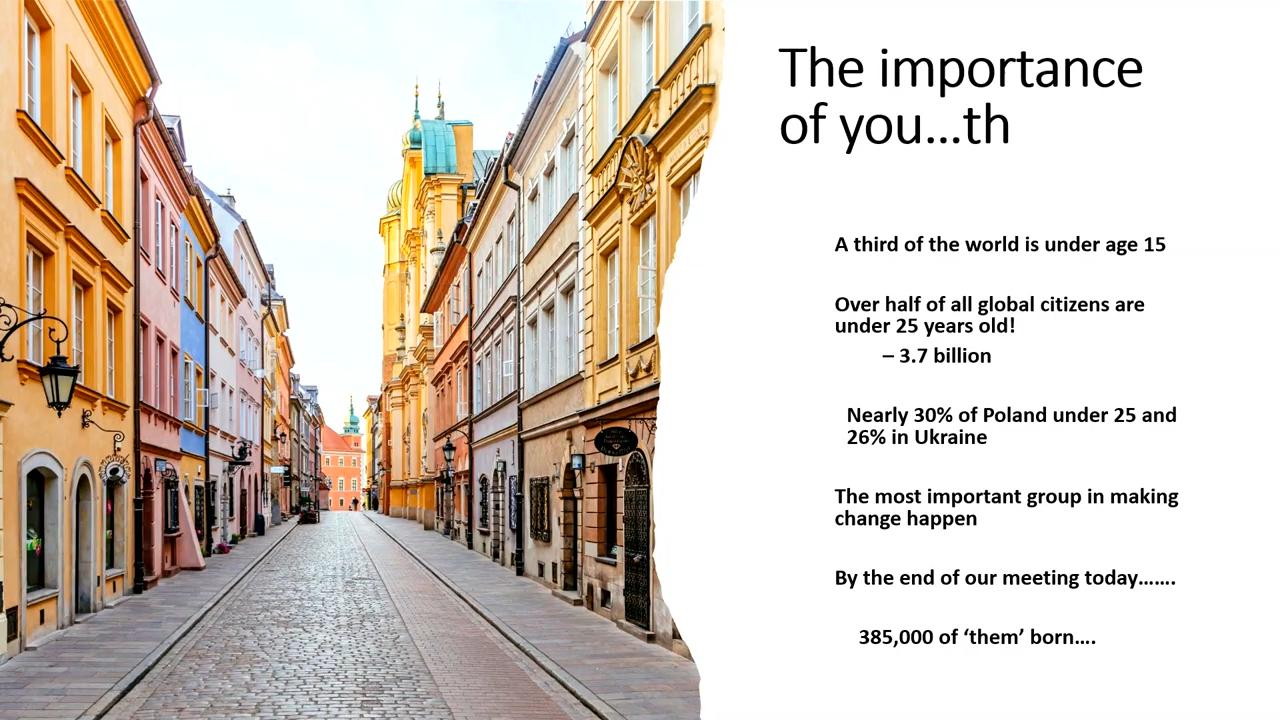 The importance
of you...th
A third of the world is under age 15
Over half of all global citizens are
under 25 years old!
– 3.7 billion
Nearly 30% of Poland under 25 and
26% in Ukraine
The most important group in making
change happen
By the end of our meeting today…….
385,000 of ‘them’ born….